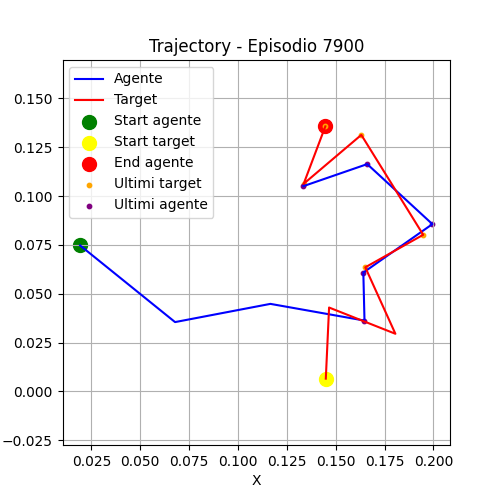 Trajectory - Episodio 7900
Agente
Target
Start agente
Start target
End agente
Ultimi target
Ultimi agente
0.150
0.125
0.100
0.075
0.050
0.025
0.000
−0.025
0.025 0.050 0.075 0.100 0.125 0.150 0.175 0.200
X